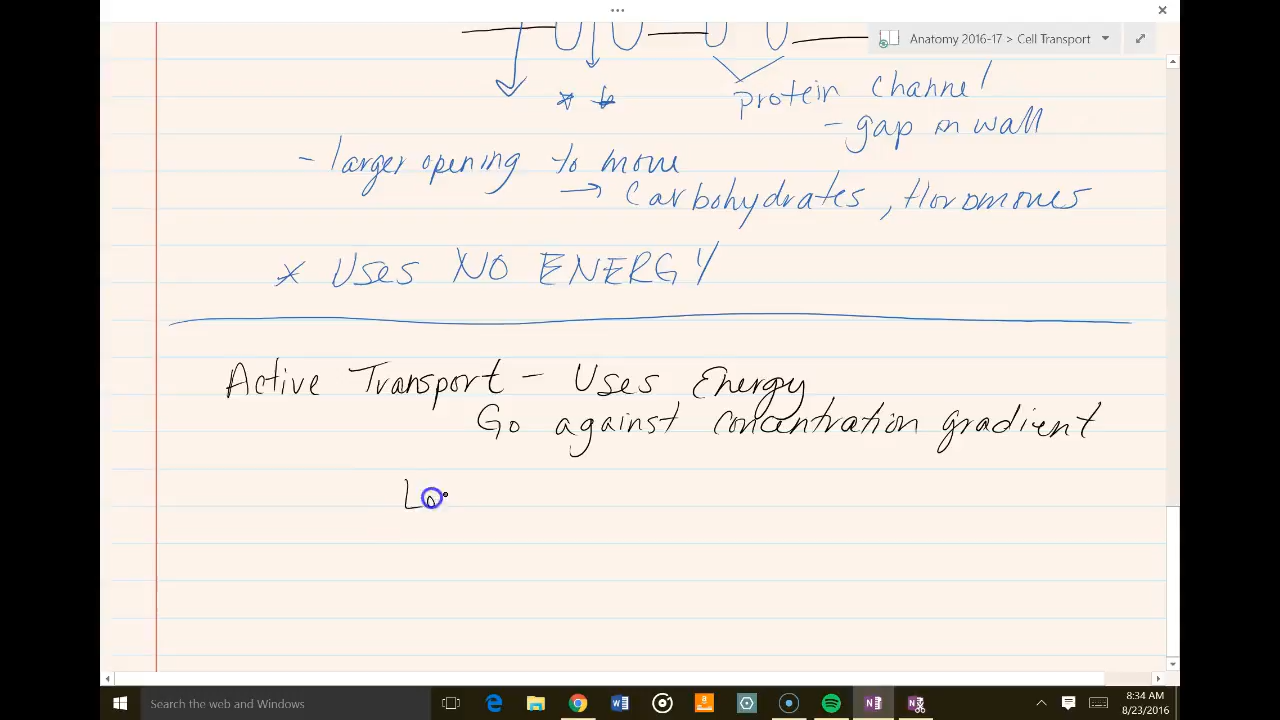 Anatomy 2016-17 > Cell Transport
protein channel
- gap in wall
- larger opening to move
→ Carbohydrates, Hormones
* Uses NO ENERGY
Active Transport - Uses Energy
Go against concentration gradient
Lo
Search the web and Windows
8:34 AM
8/23/2016